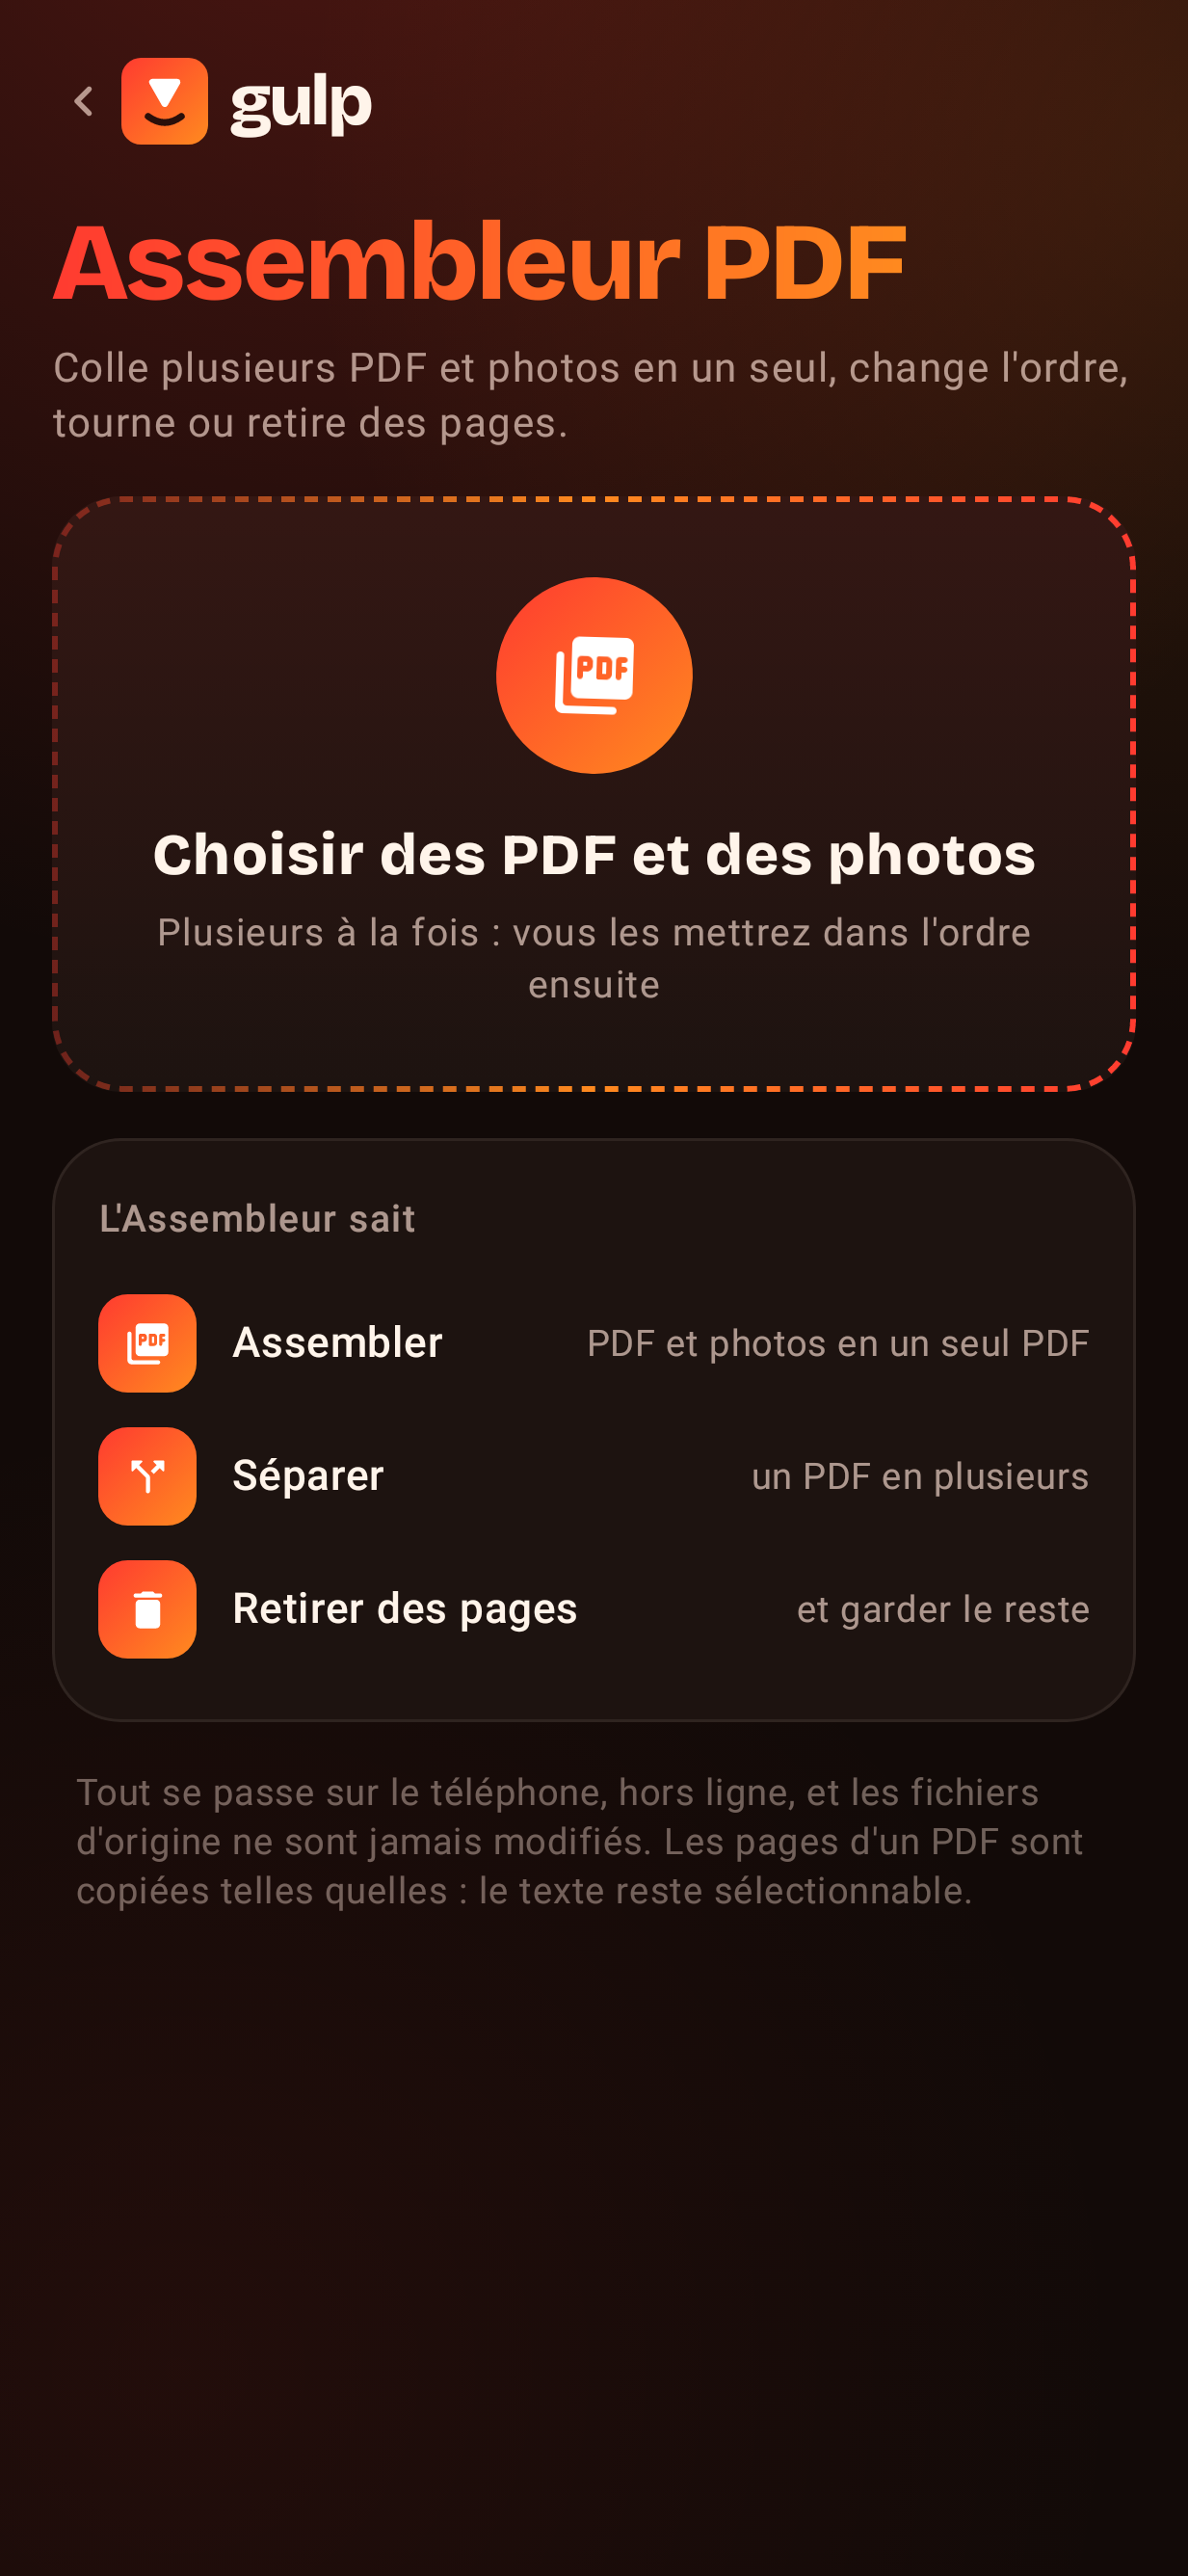 gulp
Assembleur PDF
Colle plusieurs PDF et photos en un seul, change l'ordre,
tourne ou retire des pages.
PDF
Choisir des PDF et des photos
Plusieurs à la fois : vous les mettrez dans l'ordre
ensuite
L'Assembleur sait
PDF
Assembler PDF et photos en un seul PDF
Séparer un PDF en plusieurs
Retirer des pages et garder le reste
Tout se passe sur le téléphone, hors ligne, et les fichiers
d'origine ne sont jamais modifiés. Les pages d'un PDF sont
copiées telles quelles : le texte reste sélectionnable.